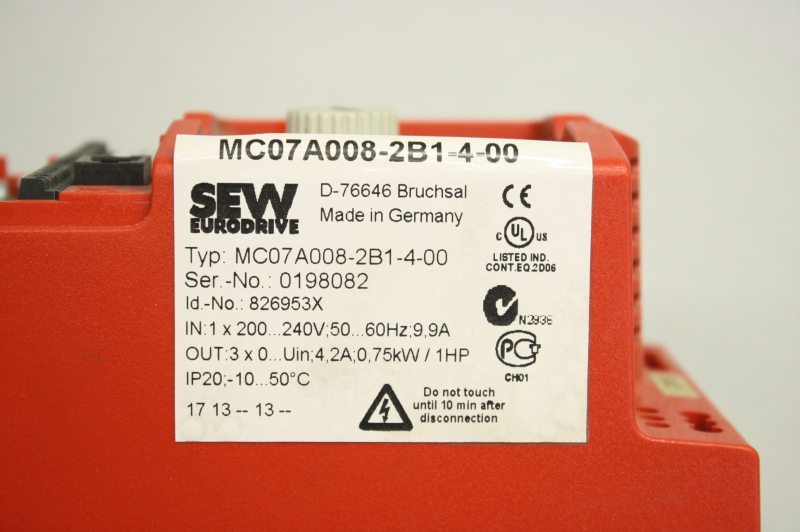 MC07A008-2B1-4-00
SEW
EURODRIVE
D-76646 Bruchsal
Made in Germany
CE
c UL US
LISTED IND.
CONT.EQ.2D06
Typ: MC07A008-2B1-4-00
Ser.-No.: 0198082
Id.-No.: 826953X
N2936
IN:1 x 200...240V;50...60Hz;9,9A
OUT:3 x 0...Uin;4,2A;0,75kW / 1HP
PCT
CH01
IP20;-10...50°C
Do not touch
until 10 min after
disconnection
17 13 -- 13 --